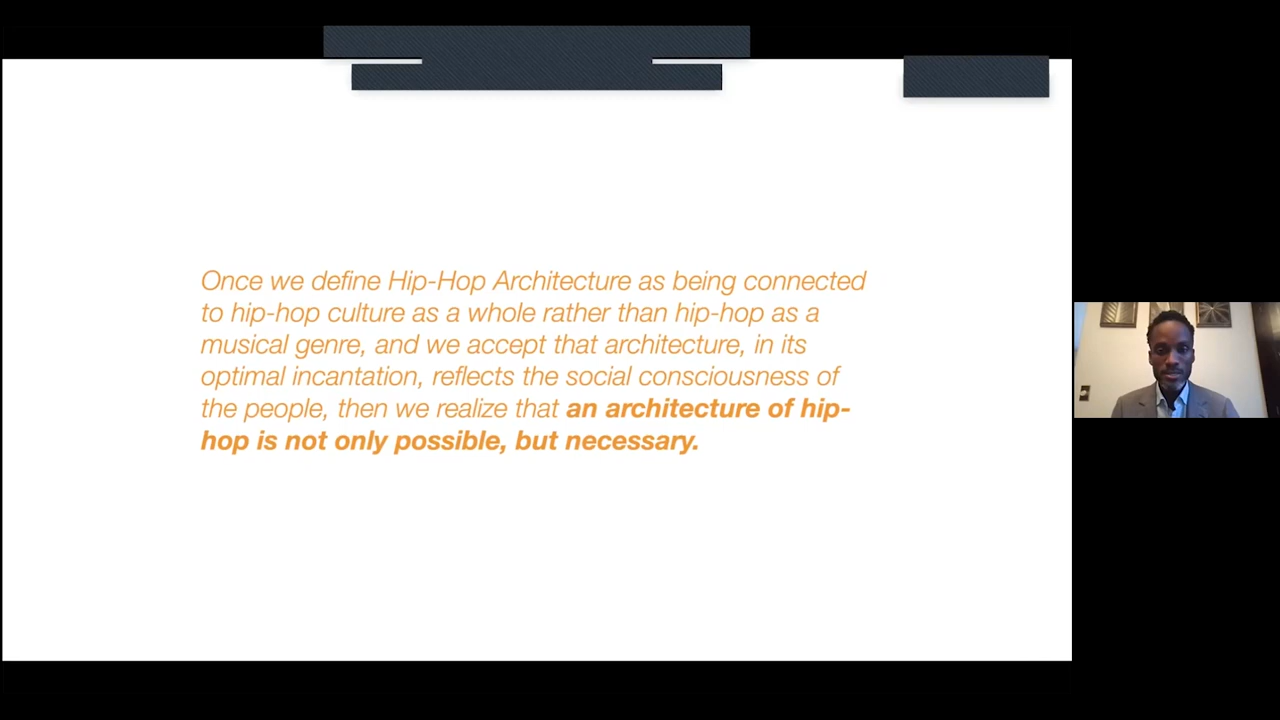 Once we define Hip-Hop Architecture as being connected
to hip-hop culture as a whole rather than hip-hop as a
musical genre, and we accept that architecture, in its
optimal incantation, reflects the social consciousness of
the people, then we realize that an architecture of hip-
hop is not only possible, but necessary.